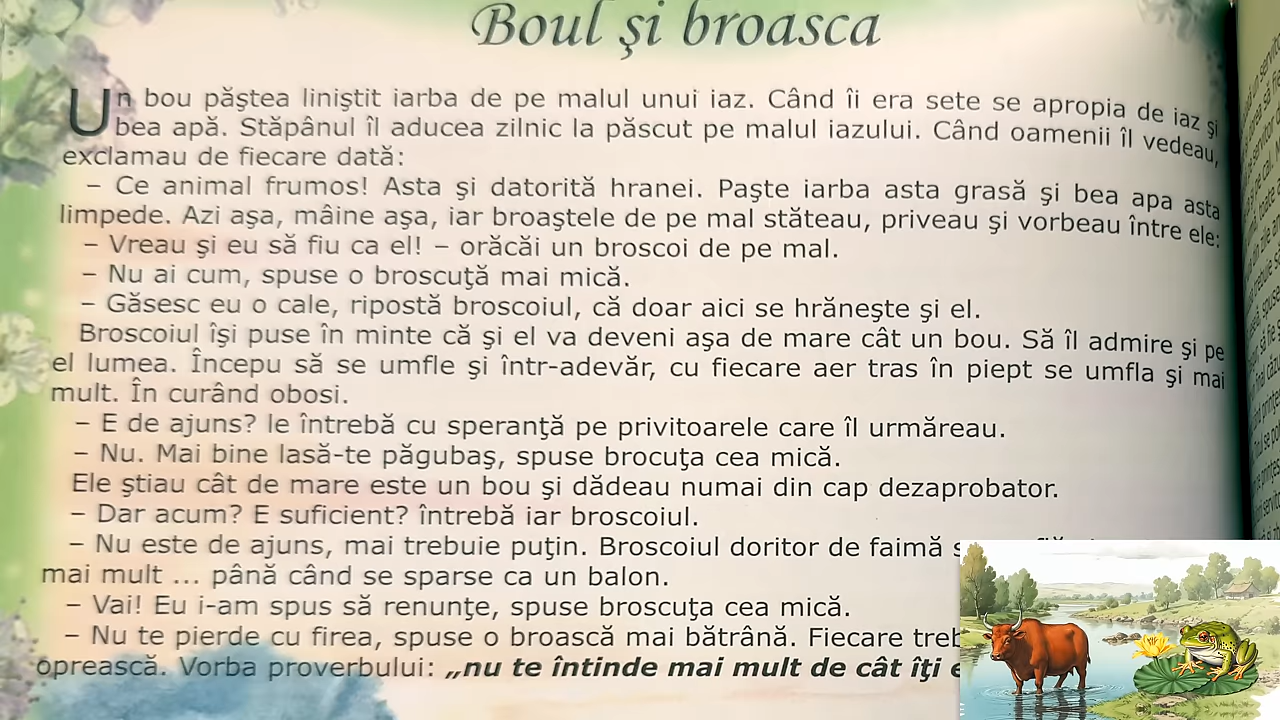 Boul şi broasca
Un bou păştea liniştit iarba de pe malul unui iaz. Când îi era sete se apropia de iaz şi
bea apă. Stăpânul îl aducea zilnic la păscut pe malul iazului. Când oamenii îl vedeau,
exclamau de fiecare dată:
– Ce animal frumos! Asta şi datorită hranei. Paşte iarba asta grasă şi bea apa asta
limpede. Azi aşa, mâine aşa, iar broaştele de pe mal stăteau, priveau şi vorbeau între ele:
– Vreau şi eu să fiu ca el! – orăcăi un broscoi de pe mal.
– Nu ai cum, spuse o broscuţă mai mică.
– Găsesc eu o cale, ripostă broscoiul, că doar aici se hrăneşte şi el.
Broscoiul îşi puse în minte că şi el va deveni aşa de mare cât un bou. Să îl admire şi pe
el lumea. Începu să se umfle şi într-adevăr, cu fiecare aer tras în piept se umfla şi mai
mult. În curând obosi.
– E de ajuns? le întrebă cu speranţă pe privitoarele care îl urmăreau.
– Nu. Mai bine lasă-te păgubaş, spuse brocuţa cea mică.
Ele ştiau cât de mare este un bou şi dădeau numai din cap dezaprobator.
– Dar acum? E suficient? întrebă iar broscoiul.
– Nu este de ajuns, mai trebuie puţin. Broscoiul doritor de faimă
mai mult ... până când se sparse ca un balon.
– Vai! Eu i-am spus să renunţe, spuse broscuţa cea mică.
– Nu te pierde cu firea, spuse o broască mai bătrână. Fiecare
oprească. Vorba proverbului: „nu te întinde mai mult de cât îţi